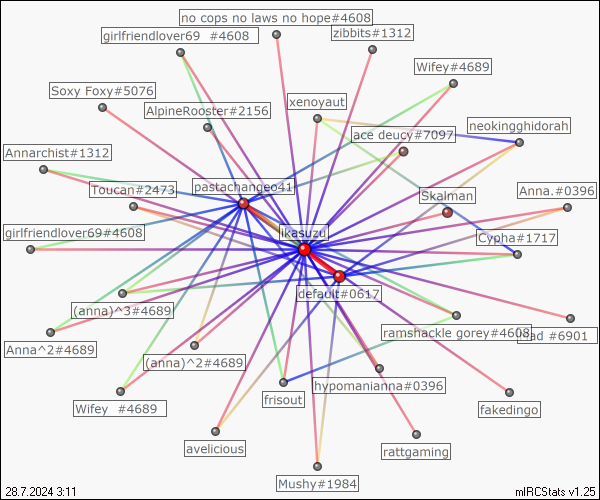 no cops no laws no hope#4608
girlfriendlover69 #4608
zibbits#1312
Wifey#4689
Soxy Foxy#5076
xenoyaut
AlpineRooster#2156
neokingghidorah
ace deucy#7097
Annarchist#1312
Toucan#2473
pastachangeo41
Skalman
Anna.#0396
girlfriendlover69#4608
likasuzu
Cypha#1717
default#0617
(anna)^3#4689
ramshackle gorey#4608
#6901
Anna^2#4689
(anna)^2#4689
hypomanianna#0396
frisout
Wifey #4689
fakedingo
avelicious
rattgaming
Mushy#1984
28.7.2024 3:11
mIRCStats v1.25